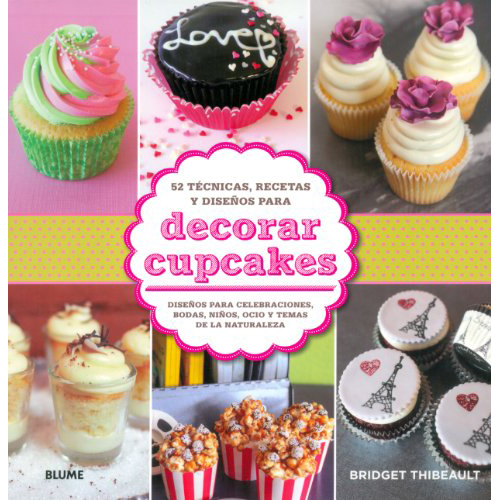 Love
52 TÉCNICAS, RECETAS
Y DISEÑOS PARA
decorar
cupcakes
DISEÑOS PARA CELEBRACIONES,
BODAS, NIÑOS, OCIO Y TEMAS
DE LA NATURALEZA
BLUME
BRIDGET THIBEAULT